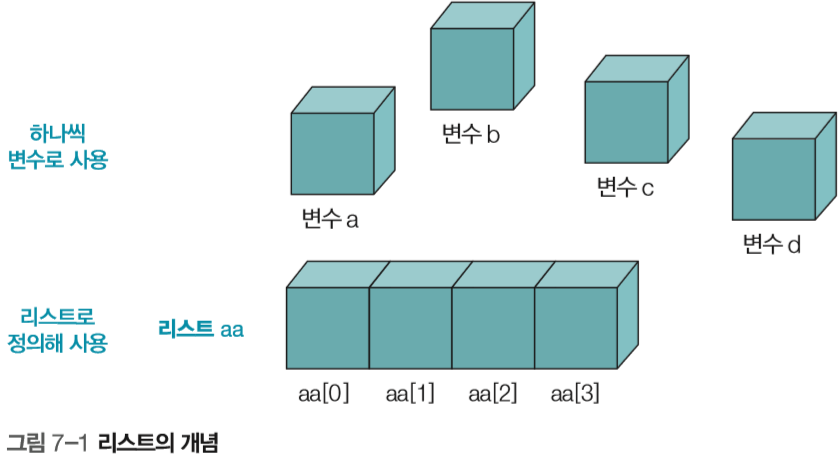 하나씩
변수로 사용
변수 a
변수 b
변수 c
변수 d
리스트로
정의해 사용
리스트 aa
aa[0]
aa[1]
aa[2]
aa[3]
그림 7-1 리스트의 개념